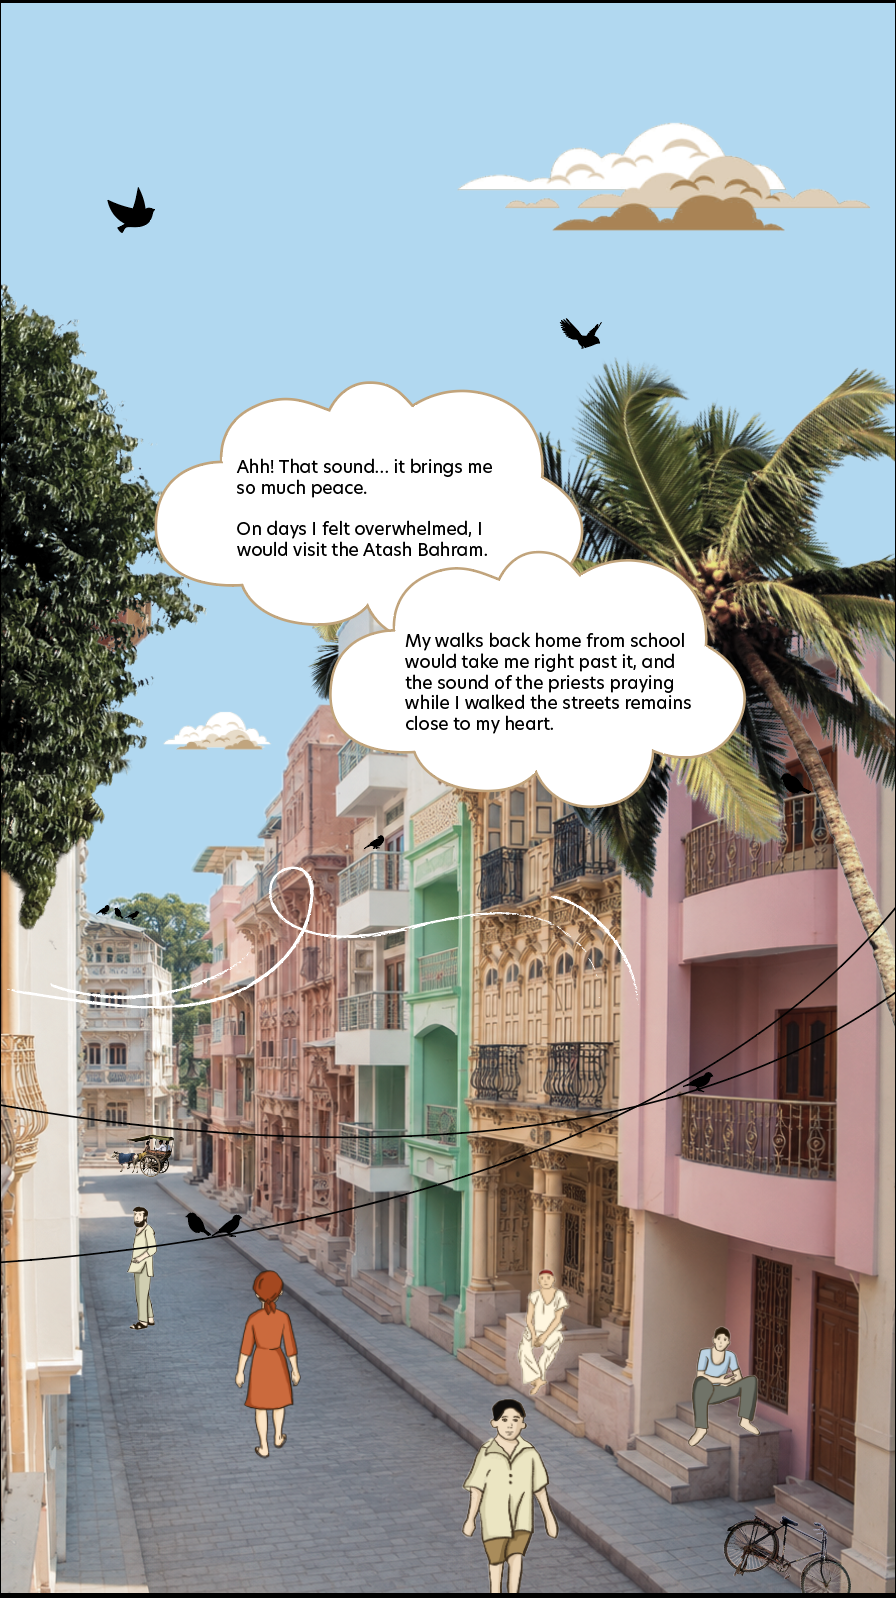 Ahh! That sound... it brings me
so much peace.
On days I felt overwhelmed, I
would visit the Atash Bahram.
My walks back home from school
would take me right past it, and
the sound of the priests praying
while I walked the streets remains
close to my heart.